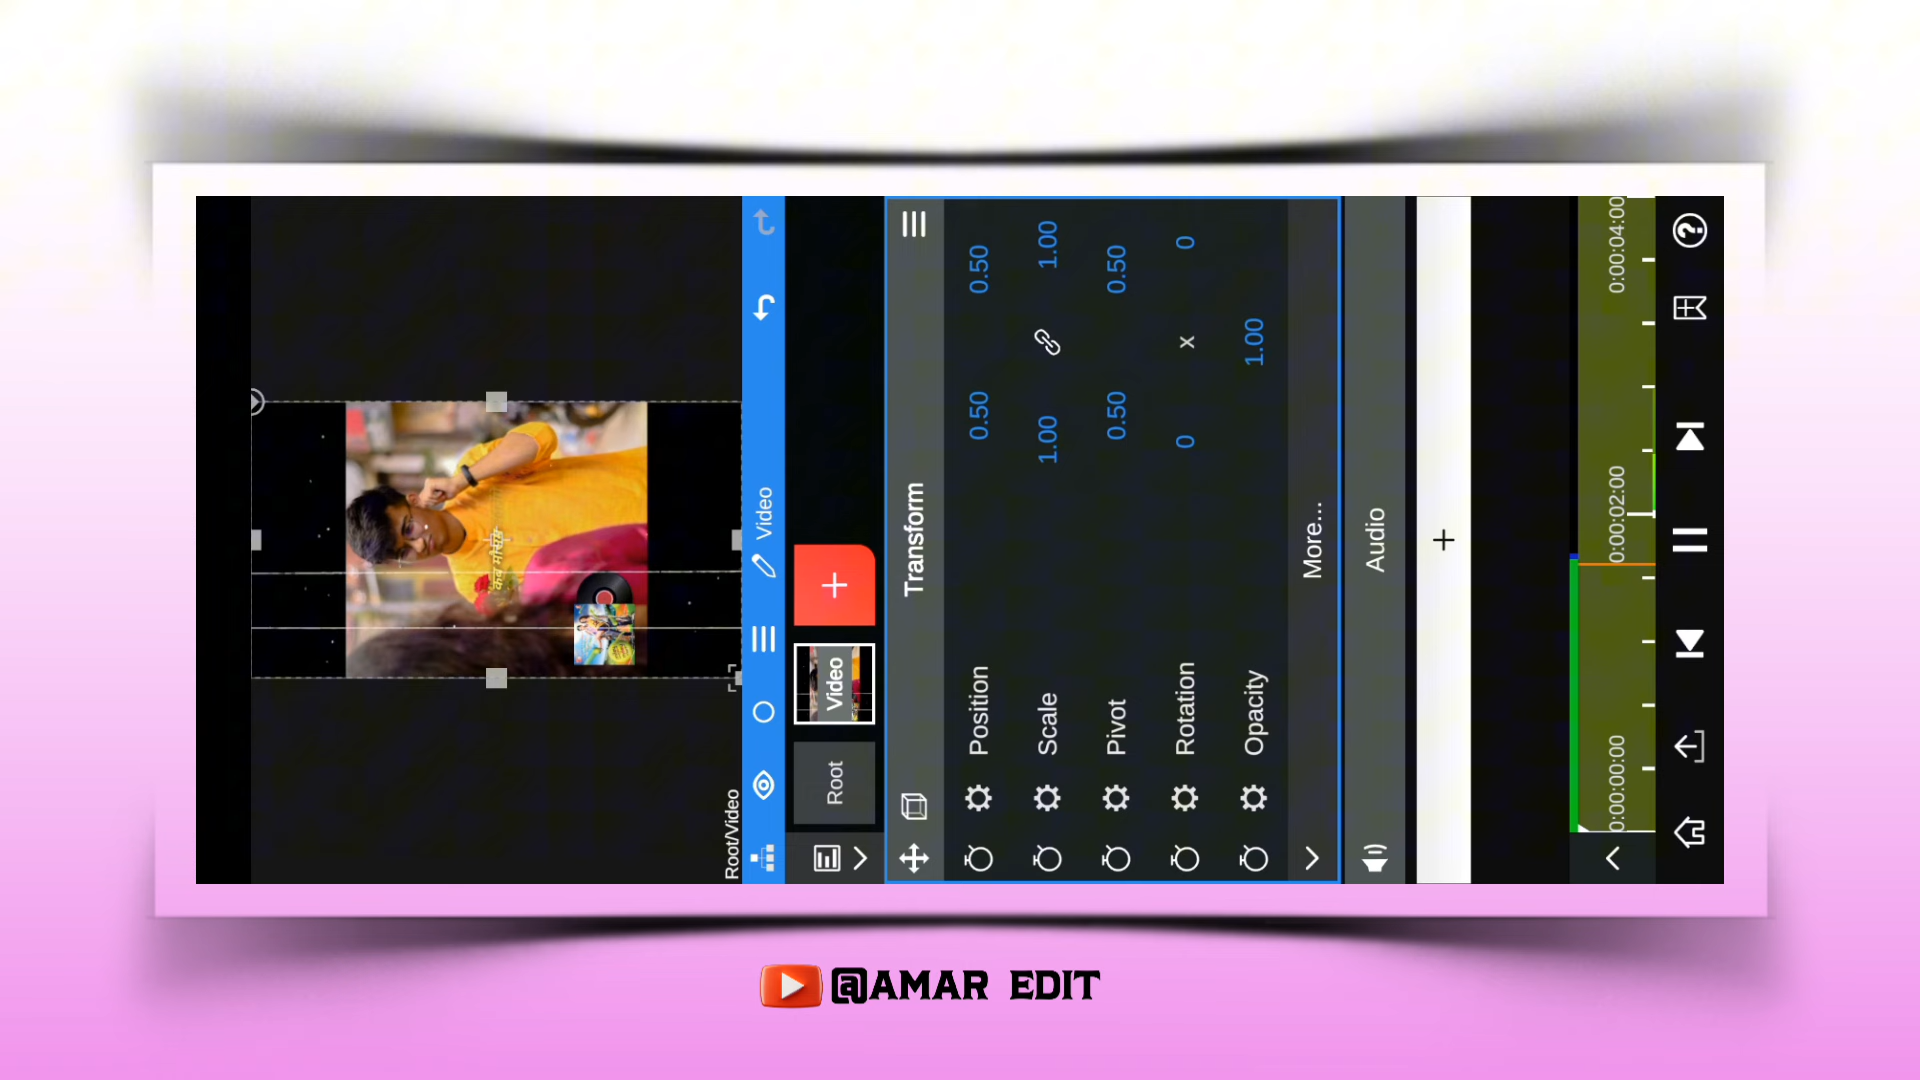 Root/Video
Video
Root
Video
+
Transform
Position 0.50 0.50
Scale 1.00 1.00
Pivot 0.50 0.50
Rotation 0 x 0
Opacity 1.00
More...
Audio
+
0:00:00:00 0:00:02:00 0:00:04:00
@AMAR EDIT